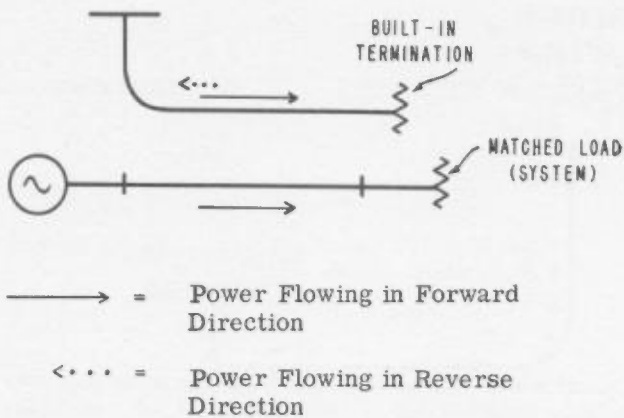 BUILT-IN
TERMINATION
MATCHED LOAD
(SYSTEM)
= Power Flowing in Forward
Direction
= Power Flowing in Reverse
Direction